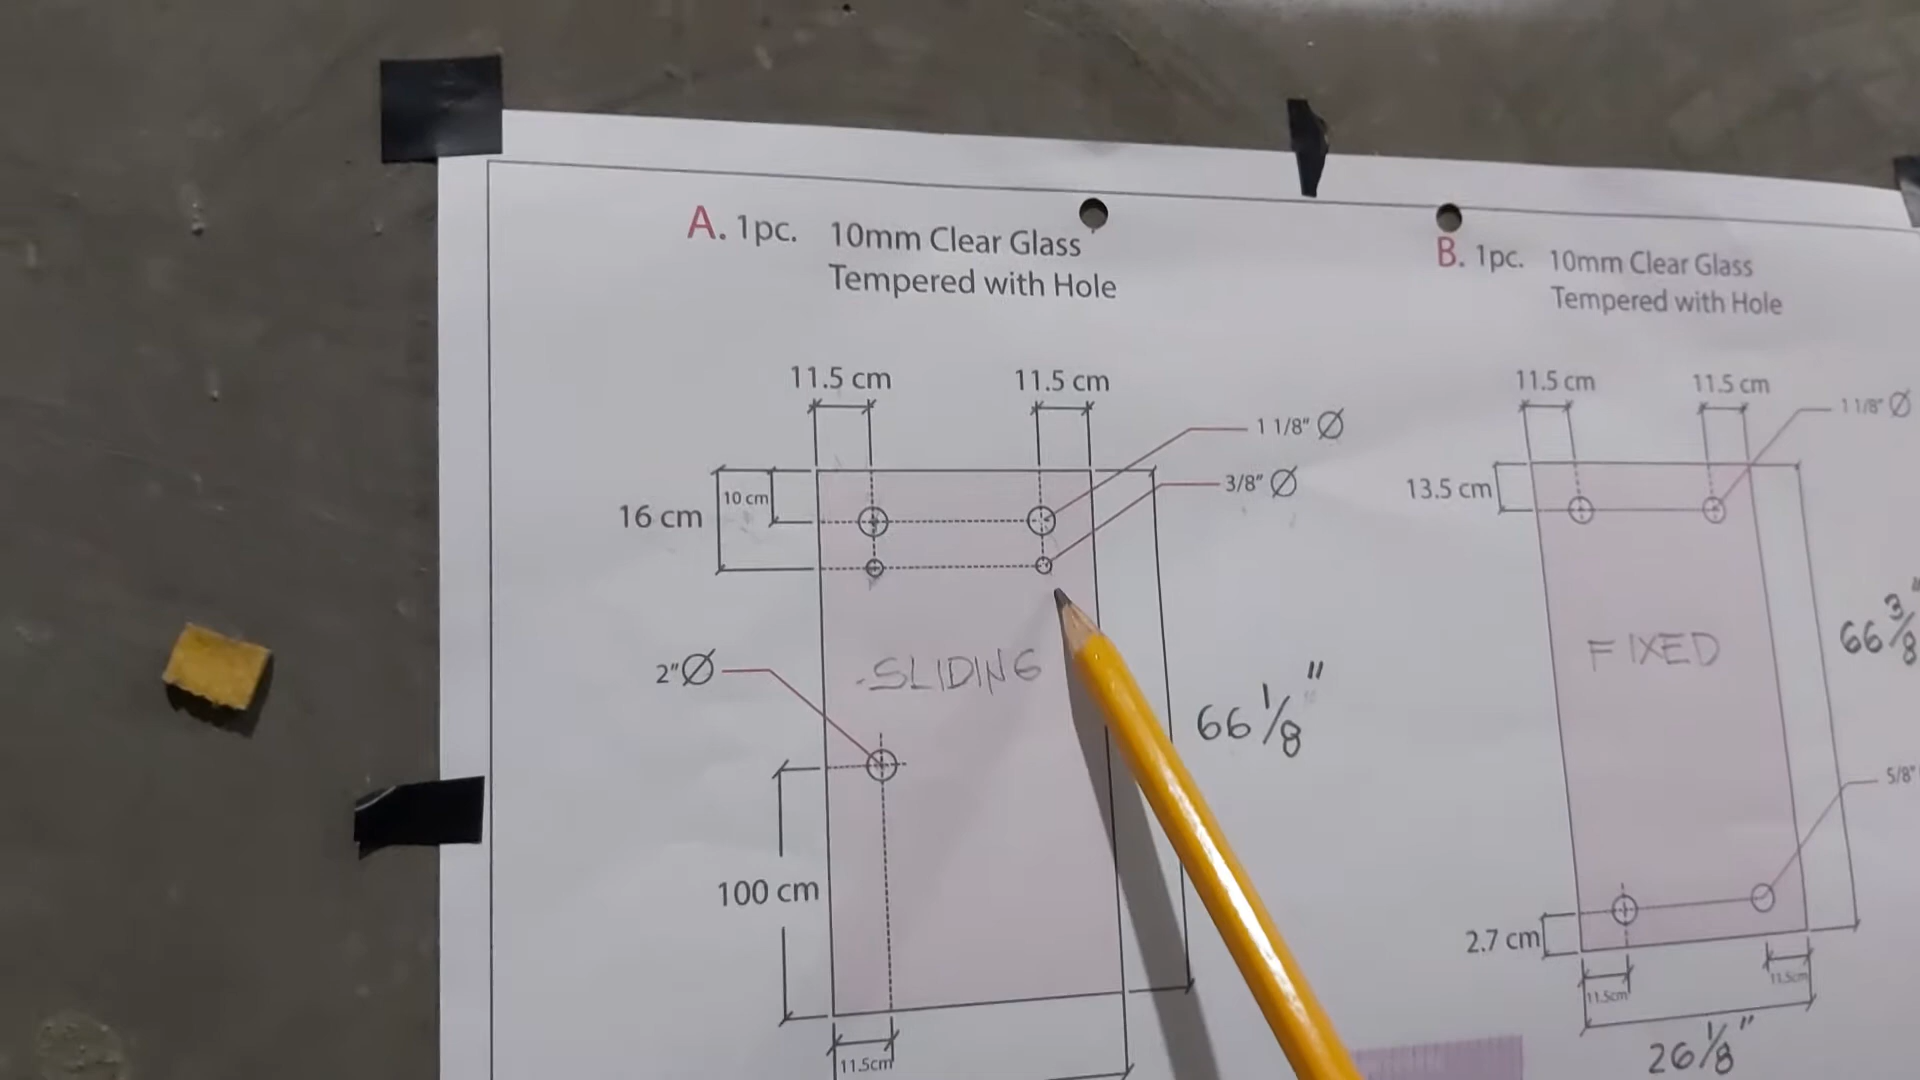 A. 1pc. 10mm Clear Glass
Tempered with Hole
11.5 cm
11.5 cm
1 1/8" Ø
3/8" Ø
16 cm
10 cm
2" Ø
SLIDING
66 1/8"
100 cm
11.5cm
B. 1pc. 10mm Clear Glass
Tempered with Hole
11.5 cm
11.5 cm
1 1/8" Ø
13.5 cm
FIXED
66 3/8"
5/8"
2.7 cm
11.5cm
11.5cm
26 1/8"